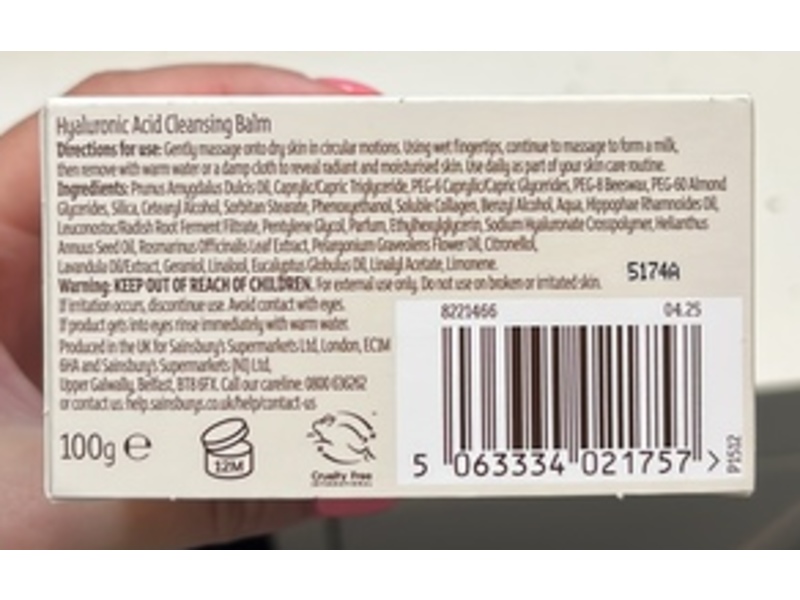 Hyaluronic Acid Cleansing Balm
Directions for use: Gently massage onto dry skin in circular motions. Using wet fingertips, continue to massage to form a milk,
then remove with warm water or a damp cloth to reveal radiant and moisturised skin. Use daily as part of your skin care routine.
Ingredients: Prunus Amygdalus Dulcis Oil, Caprylic/Capric Triglyceride, PEG-6 Caprylic/Capric Glycerides, PEG-8 Beeswax, PEG-60 Almond
Glycerides, Silica, Cetearyl Alcohol, Sorbitan Stearate, Phenoxyethanol, Soluble Collagen, Benzyl Alcohol, Aqua, Hippophae Rhamnoides Oil,
Leuconostoc/Radish Root Ferment Filtrate, Pentylene Glycol, Parfum, Ethylhexylglycerin, Sodium Hyaluronate Crosspolymer, Helianthus
Annuus Seed Oil, Rosmarinus Officinalis Leaf Extract, Pelargonium Graveolens Flower Oil, Citronellol,
Lavandula Oil/Extract, Geraniol, Linalool, Eucalyptus Globulus Oil, Linalyl Acetate, Limonene.
Warning: KEEP OUT OF REACH OF CHILDREN. For external use only. Do not use on broken or irritated skin.
5174A
If irritation occurs, discontinue use. Avoid contact with eyes.
If product gets into eyes rinse immediately with warm water.
Produced in the UK for Sainsbury's Supermarkets Ltd, London, EC1M
6HA and Sainsbury's Supermarkets (NI) Ltd,
Upper Galwally, Belfast, BT8 6FX. Call our careline: 0800 636262
or contact us: help.sainsburys.co.uk/help/contact-us
100g e
12M
Cruelty Free
INTERNATIONAL
8221466 04.25
5 063334 021757 >
P1512